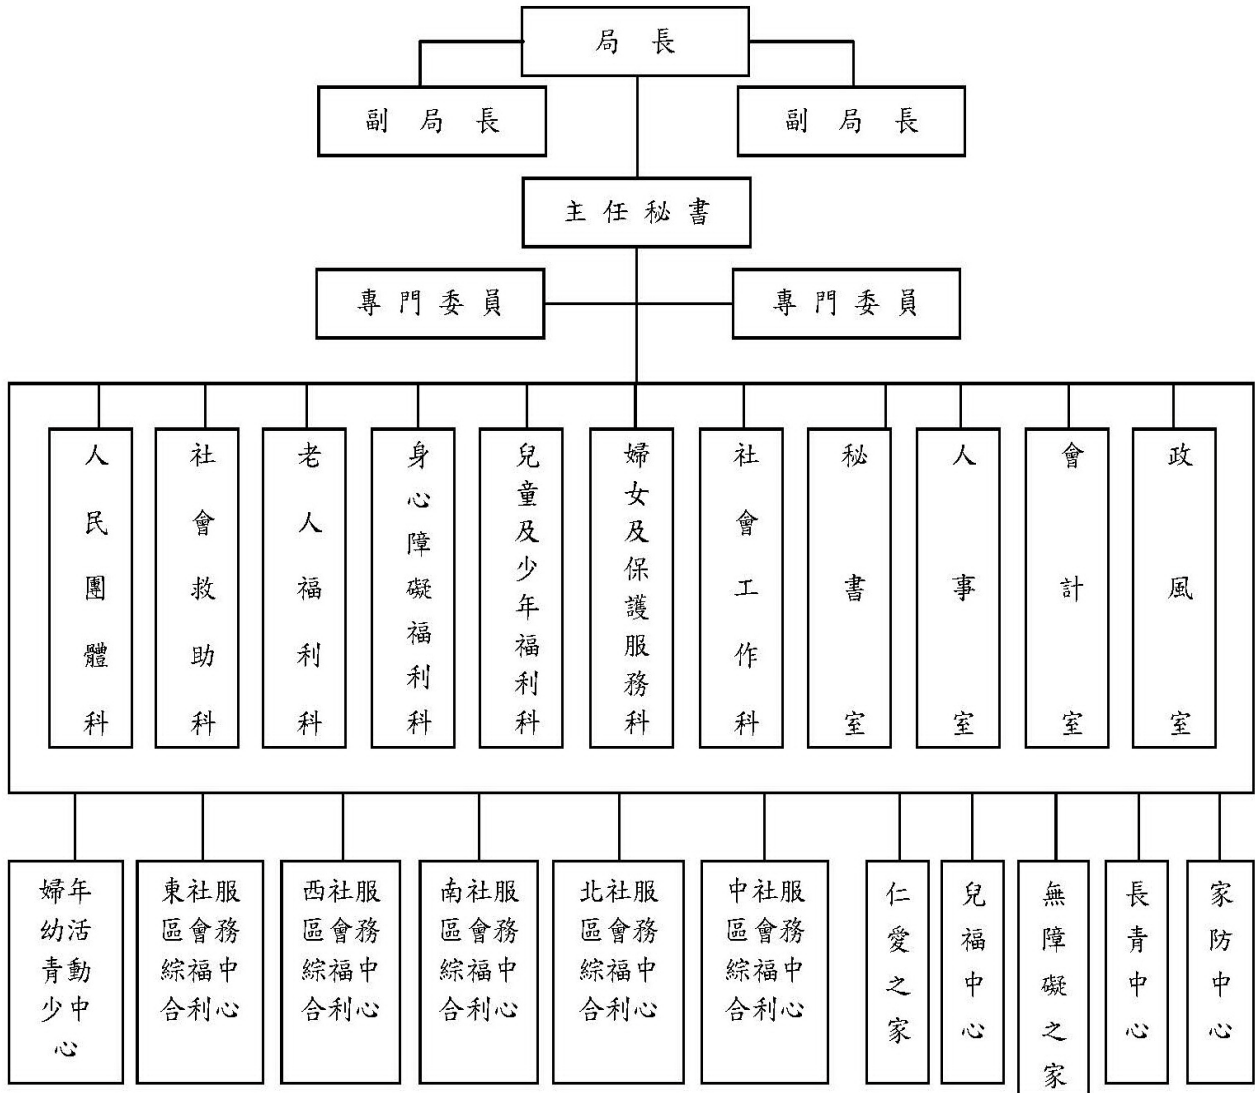 局長
副局長
副局長
主任秘書
專門委員
專門委員
人民團體科
社會救助科
老人福利科
身心障礙福利科
兒童及少年福利科
婦女及保護服務科
社會工作科
秘書室
人事室
會計室
政風室
婦幼青少
年活動中
心
東區綜合
社會福利
服務中心
西區綜合
社會福利
服務中心
南區綜合
社會福利
服務中心
北區綜合
社會福利
服務中心
中區綜合
社會福利
服務中心
仁愛之家
兒福中心
無障礙之家
長青中心
家防中心